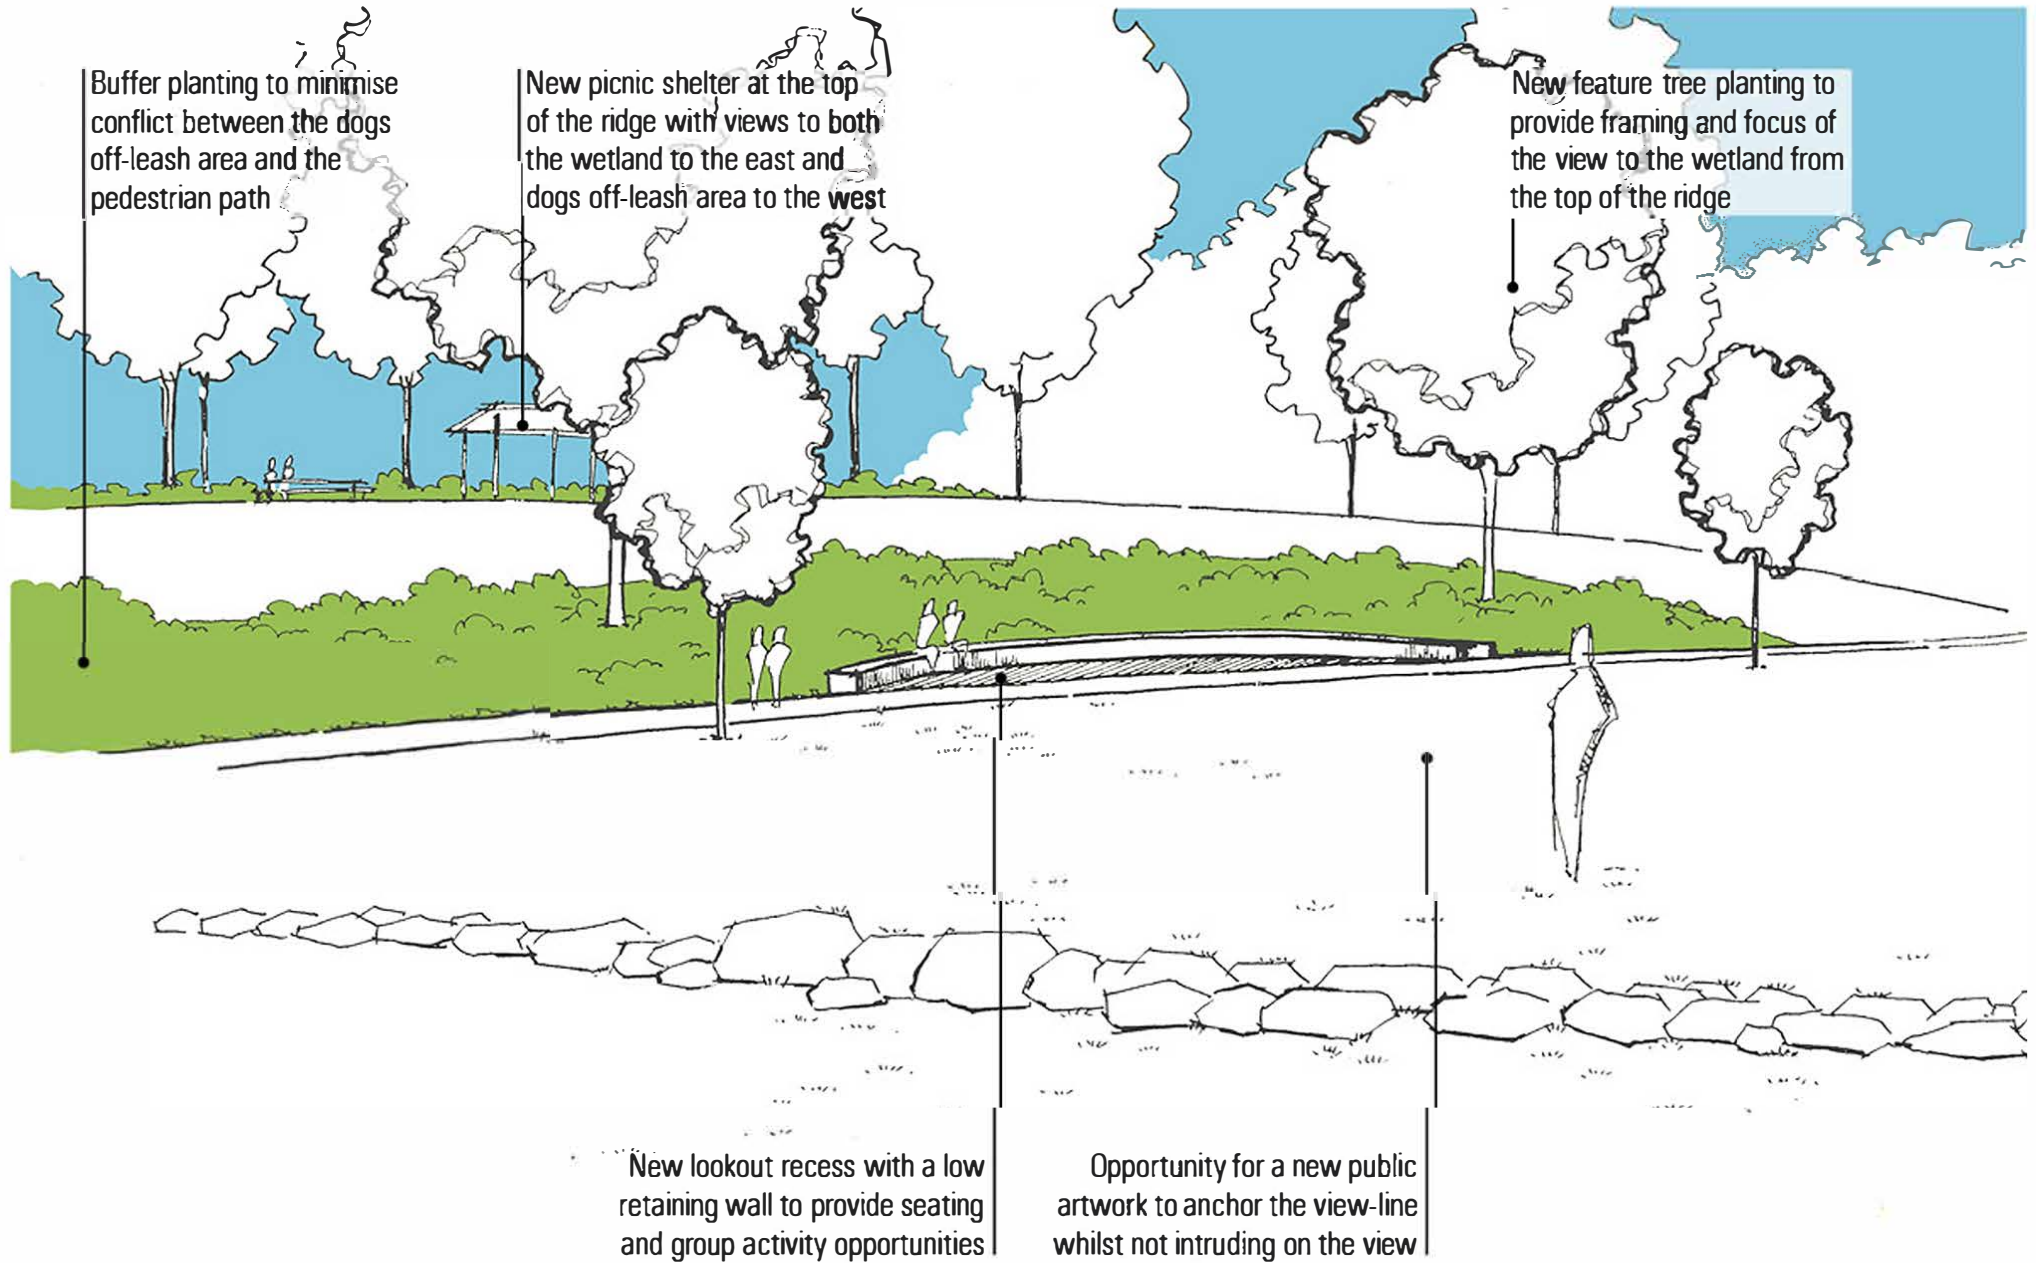 Buffer planting to minimise
conflict between the dogs
off-leash area and the
pedestrian path
New picnic shelter at the top
of the ridge with views to both
the wetland to the east and
dogs off-leash area to the west
New feature tree planting to
provide framing and focus of
the view to the wetland from
the top of the ridge
New lookout recess with a low
retaining wall to provide seating
and group activity opportunities
Opportunity for a new public
artwork to anchor the view-line
whilst not intruding on the view